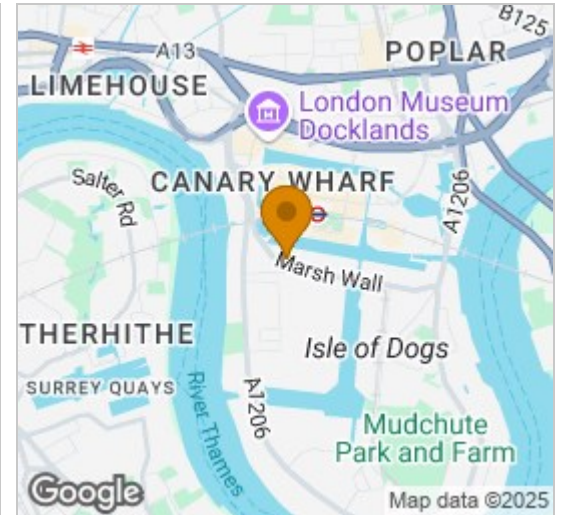 B125
A13
POPLAR
LIMEHOUSE
London Museum
Docklands
Salter Rd
CANARY WHARF
A1206
Marsh Wall
THERHITHE
Isle of Dogs
SURREY QUAYS
River Thames
A1206
Mudchute
Park and Farm
Google
Map data ©2025